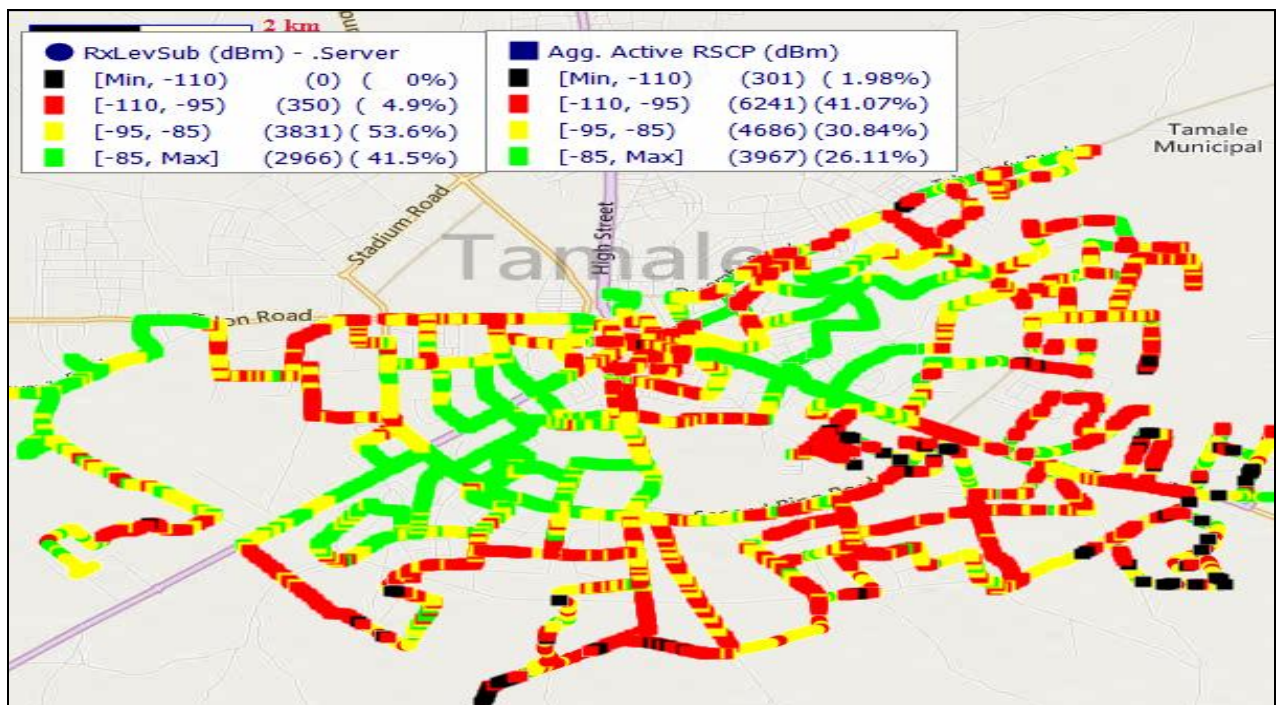 2 km
RxLevSub (dBm) - .Server
[Min, -110) (0) ( 0%)
[-110, -95) (350) ( 4.9%)
[-95, -85) (3831) ( 53.6%)
[-85, Max] (2966) ( 41.5%)
Agg. Active RSCP (dBm)
[Min, -110) (301) ( 1.98%)
[-110, -95) (6241) (41.07%)
[-95, -85) (4686) (30.84%)
[-85, Max] (3967) (26.11%)
Tamale
Municipal
Stadium Road
High Street
Tamale
Road